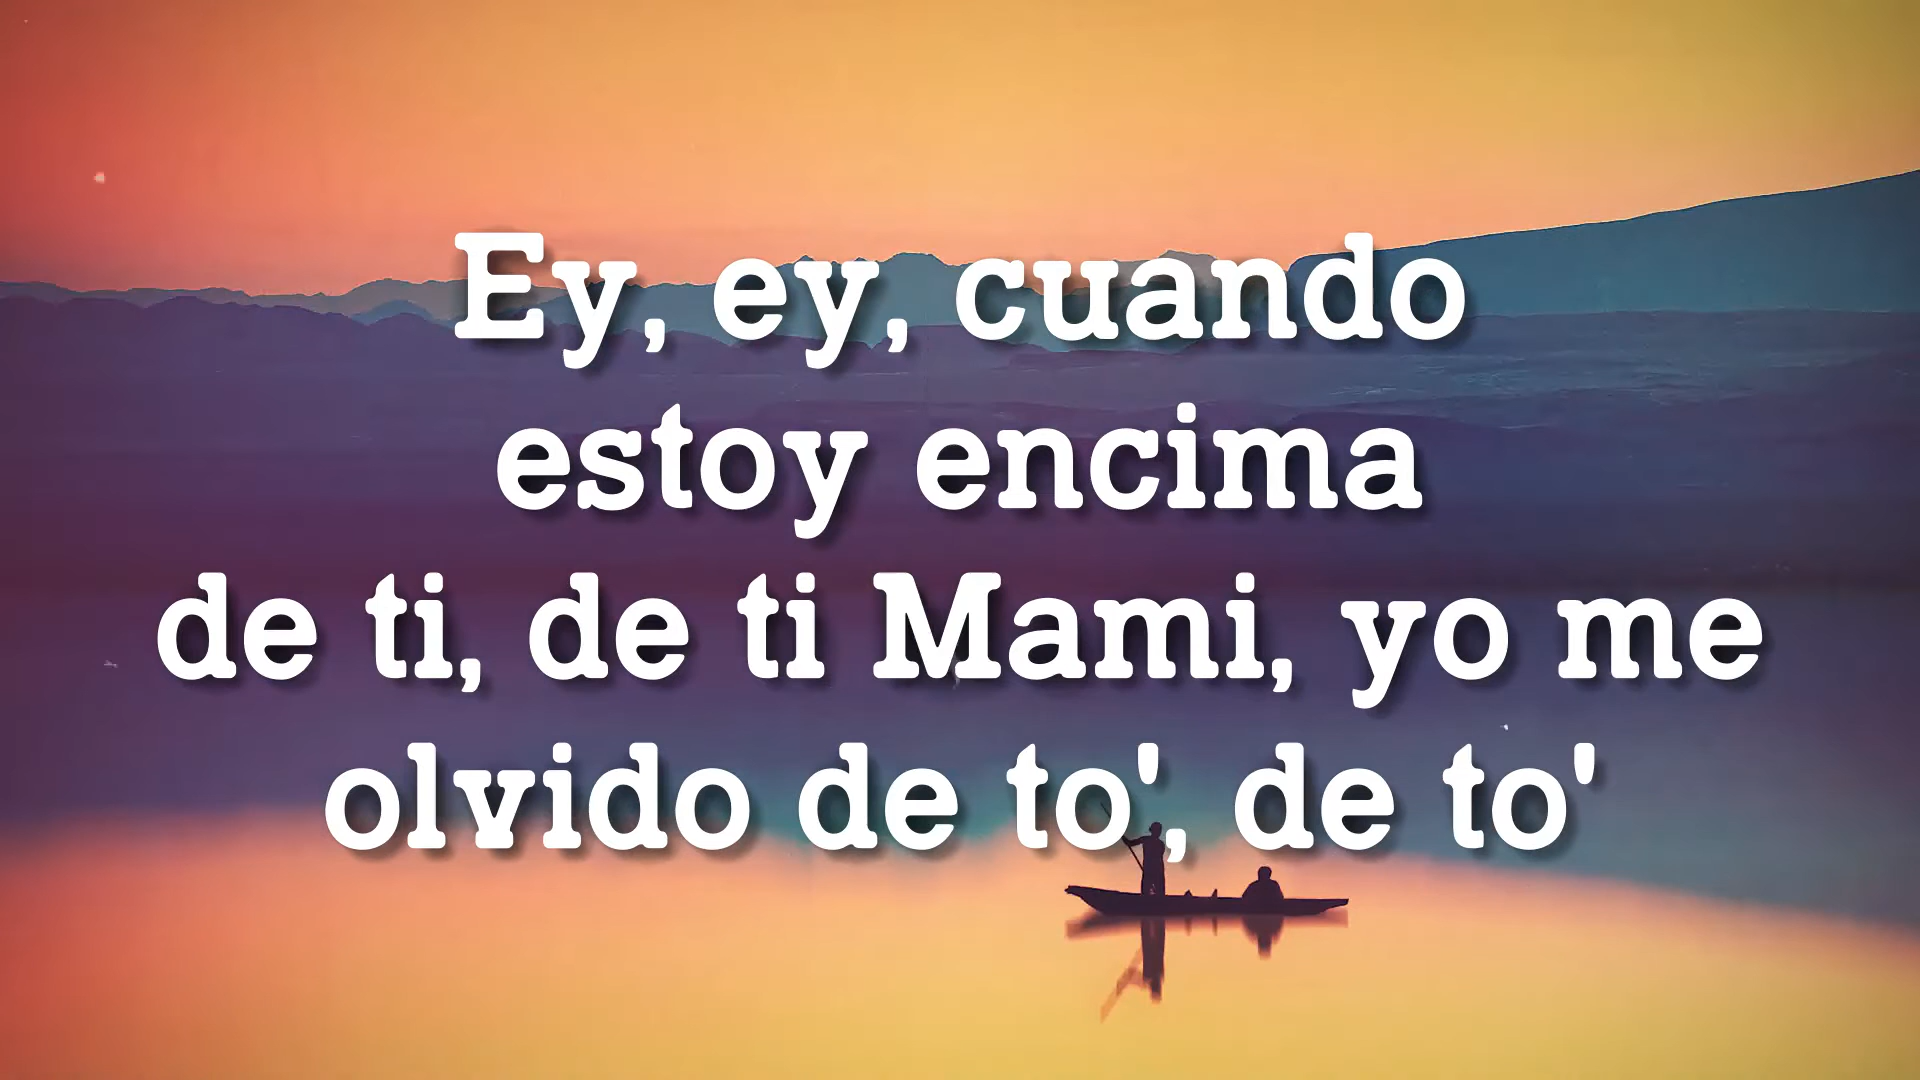 Ey, ey, cuando
estoy encima
de ti, de ti Mami, yo me
olvido de to', de to'